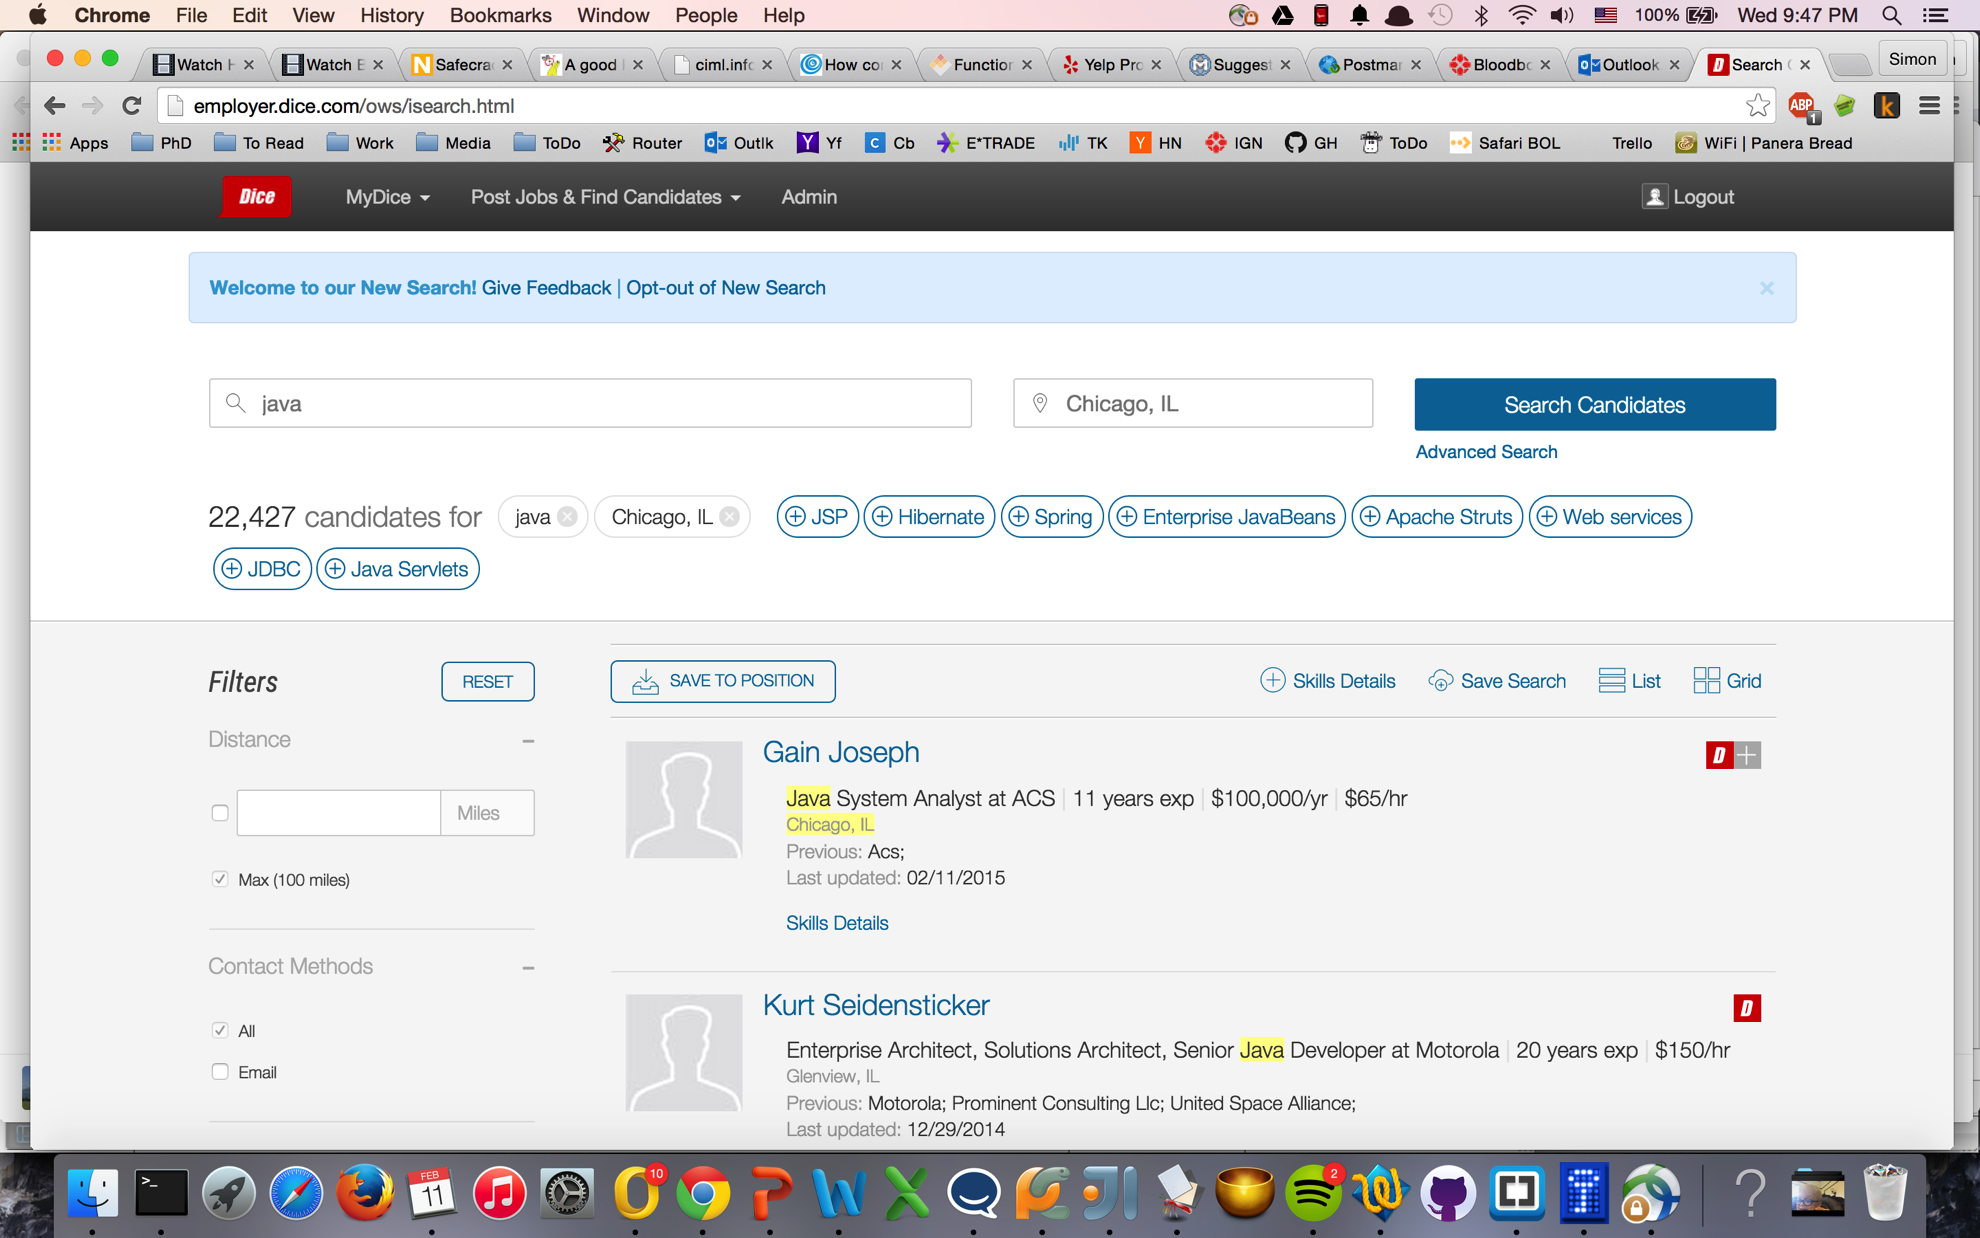 Chrome File Edit View History Bookmarks Window People Help 100% Wed 9:47 PM
Watch H Watch E Safecra A good ciml.info How co Function Yelp Pro Suggest Postmar Bloodbo Outlook Search Simon
employer.dice.com/ows/isearch.html ABP 1 k
Apps PhD To Read Work Media ToDo Router Outlk Yf Cb E*TRADE TK HN IGN GH ToDo Safari BOL Trello WiFi | Panera Bread
Dice MyDice Post Jobs & Find Candidates Admin Logout
Welcome to our New Search! Give Feedback | Opt-out of New Search ×
java Chicago, IL Search Candidates
Advanced Search
22,427 candidates for java Chicago, IL JSP Hibernate Spring Enterprise JavaBeans Apache Struts Web services
JDBC Java Servlets
Filters RESET SAVE TO POSITION Skills Details Save Search List Grid
Distance
Miles
Max (100 miles)
Contact Methods
All
Email
Gain Joseph
Java System Analyst at ACS | 11 years exp | $100,000/yr | $65/hr
Chicago, IL
Previous: Acs;
Last updated: 02/11/2015
Skills Details
Kurt Seidensticker
Enterprise Architect, Solutions Architect, Senior Java Developer at Motorola | 20 years exp | $150/hr
Glenview, IL
Previous: Motorola; Prominent Consulting Llc; United Space Alliance;
Last updated: 12/29/2014
FEB 11 10 2